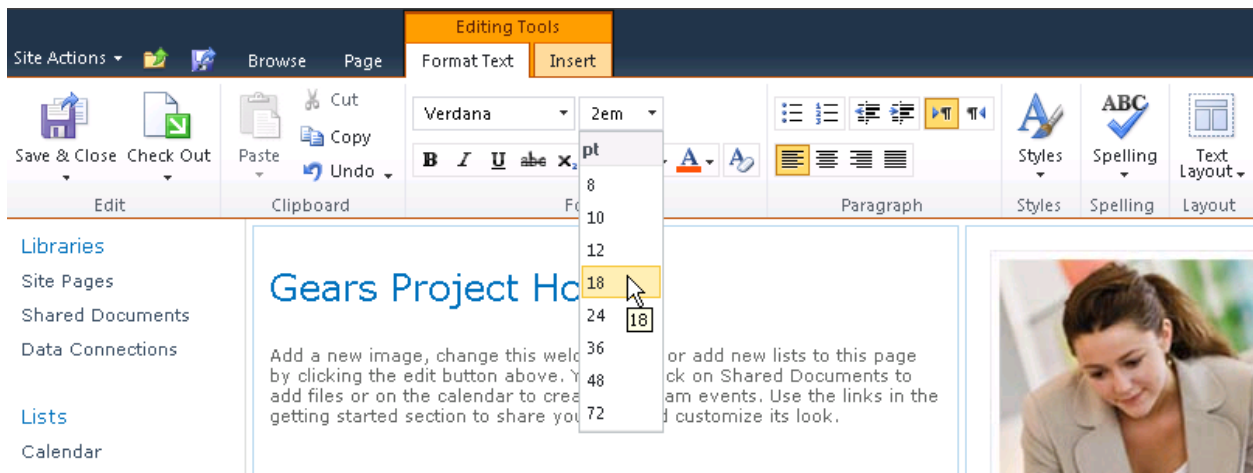 Editing Tools
Site Actions Browse Page Format Text Insert
Save & Close Check Out
Edit
Paste
Cut
Copy
Undo
Clipboard
Verdana 2em
B I U abc x₂ A A
Fo
Paragraph
Styles
Styles
ABC
Spelling
Spelling
Text
Layout
Layout
pt
8
10
12
18
18
24
36
48
72
Libraries
Site Pages
Shared Documents
Data Connections
Lists
Calendar
Gears Project Ho
Add a new image, change this welc or add new lists to this page
by clicking the edit button above. Y ck on Shared Documents to
add files or on the calendar to crea am events. Use the links in the
getting started section to share you d customize its look.